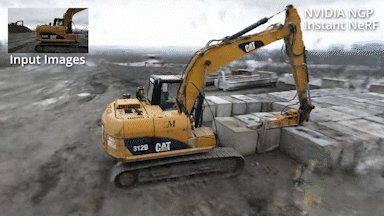 NVIDIA NGP
Instant NeRF
Input Images
CAT
M
CAT
312D